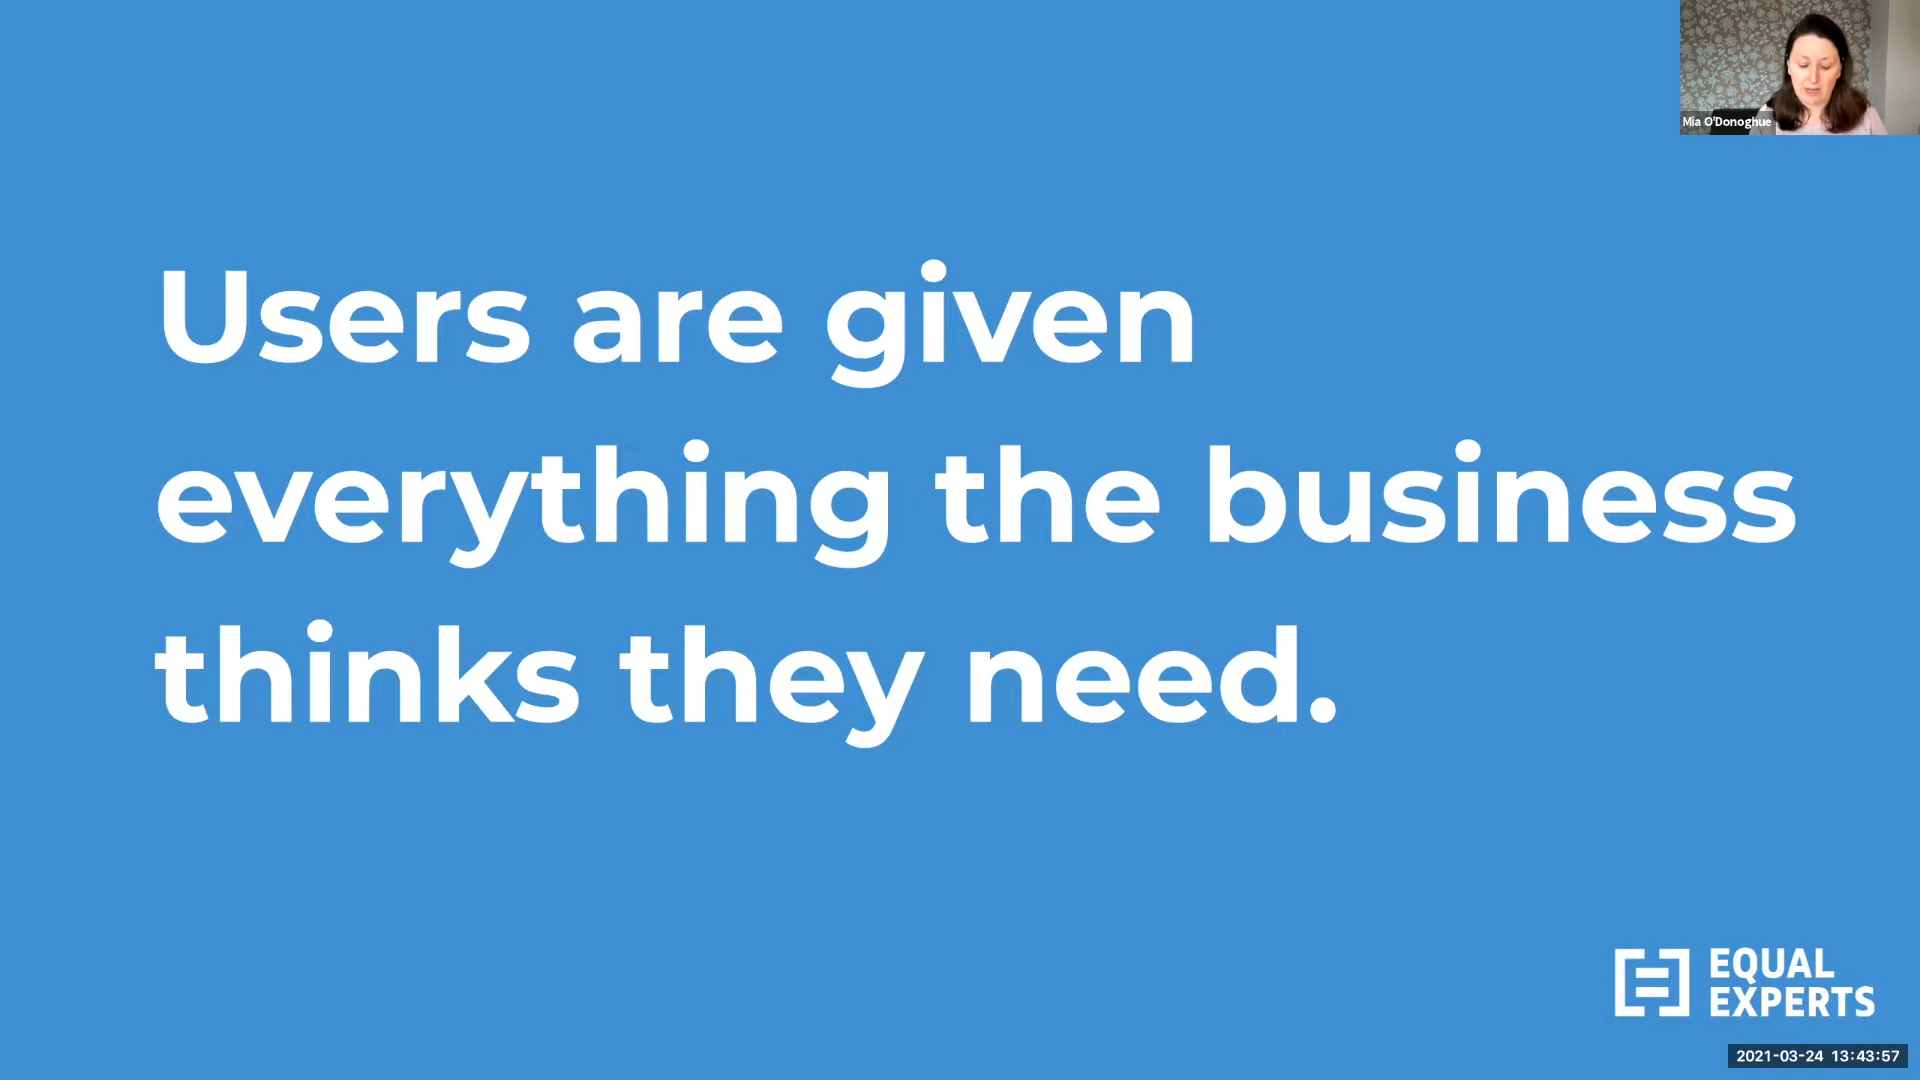 Mia O'Donoghue
Users are given
everything the business
thinks they need.
EQUAL
EXPERTS
2021-03-24 13:43:57